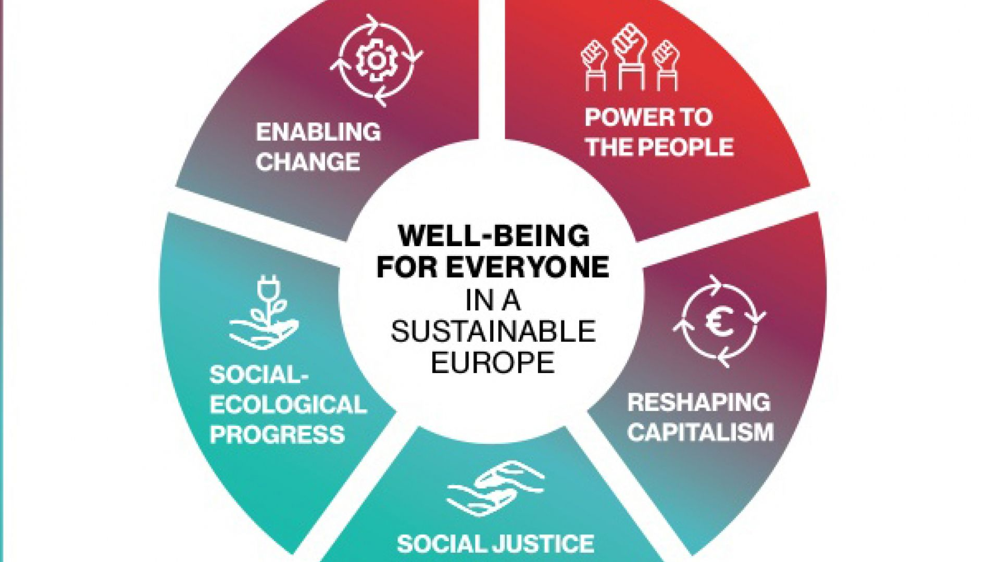 ENABLING
CHANGE
POWER TO
THE PEOPLE
WELL-BEING
FOR EVERYONE
IN A
SUSTAINABLE
EUROPE
€
SOCIAL-
ECOLOGICAL
PROGRESS
RESHAPING
CAPITALISM
SOCIAL JUSTICE